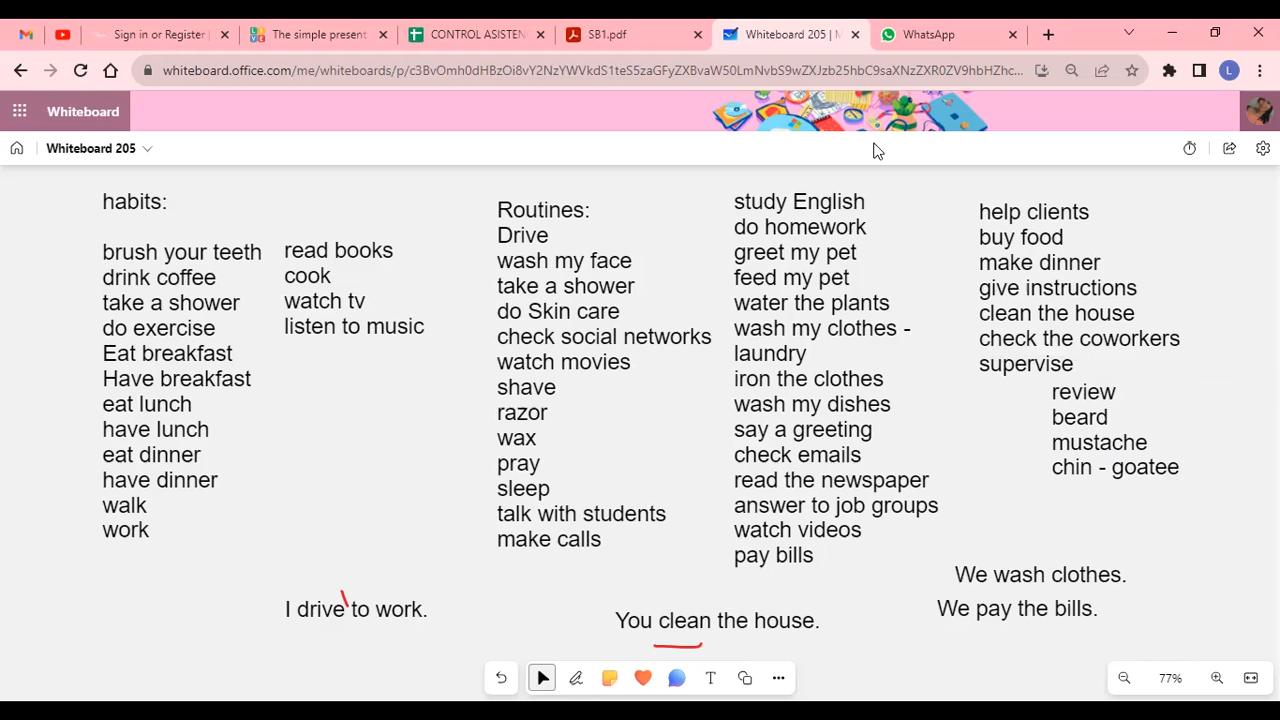 Sign in or Register
The simple present
CONTROL ASISTEN
SB1.pdf
Whiteboard 205 | M
WhatsApp
whiteboard.office.com/me/whiteboards/p/c3BvOmh0dHBzOi8vY2NzYWVkdS1teS5zaGFyZXBvaW50LmNvbS9wZXJzb25hbC9saXNzZXR0ZV9hbHZhc...
L
Whiteboard
Whiteboard 205
habits:
brush your teeth
drink coffee
take a shower
do exercise
Eat breakfast
Have breakfast
eat lunch
have lunch
eat dinner
have dinner
walk
work
read books
cook
watch tv
listen to music
Routines:
Drive
wash my face
take a shower
do Skin care
check social networks
watch movies
shave
razor
wax
pray
sleep
talk with students
make calls
study English
do homework
greet my pet
feed my pet
water the plants
wash my clothes -
laundry
iron the clothes
wash my dishes
say a greeting
check emails
read the newspaper
answer to job groups
watch videos
pay bills
help clients
buy food
make dinner
give instructions
clean the house
check the coworkers
supervise
review
beard
mustache
chin - goatee
I drive to work.
You clean the house.
We wash clothes.
We pay the bills.
T
77%